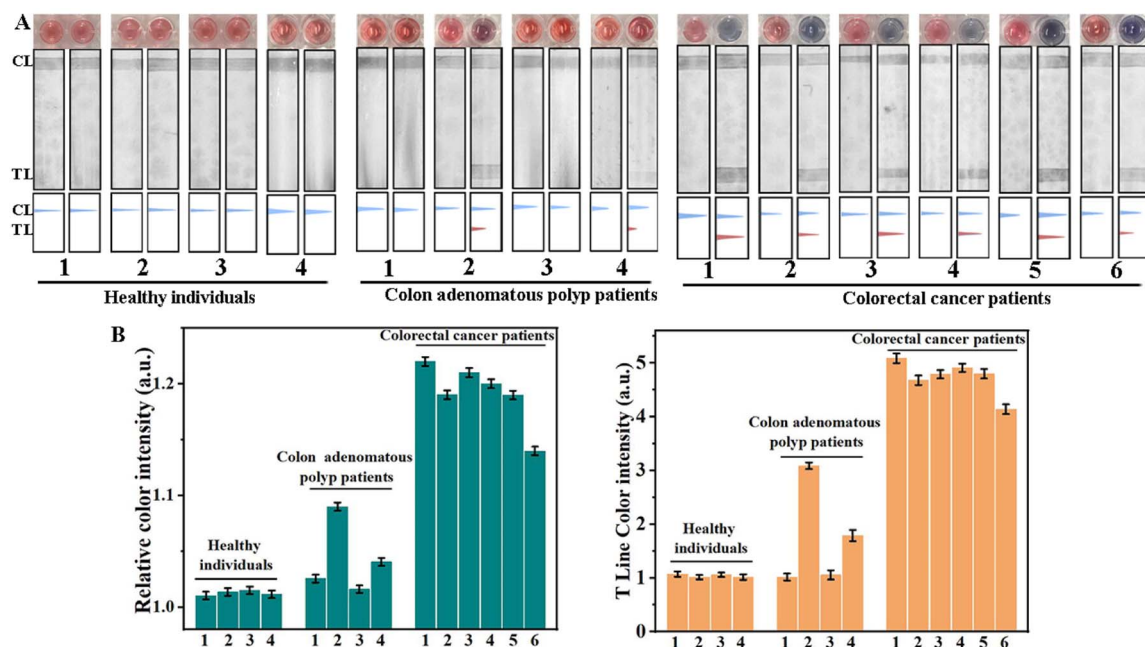 A
CL
TL
CL
TL
1 2 3 4 1 2 3 4 1 2 3 4 5 6
Healthy individuals Colon adenomatous polyp patients Colorectal cancer patients
B
Relative color intensity (a.u.)
1.2
1.1
1.0
Colorectal cancer patients
Colon adenomatous
polyp patients
Healthy
individuals
1 2 3 4 1 2 3 4 1 2 3 4 5 6
T Line Color intensity (a.u.)
5
4
3
2
1
0
Colorectal cancer patients
Colon adenomatous
polyp patients
Healthy
individuals
1 2 3 4 1 2 3 4 1 2 3 4 5 6